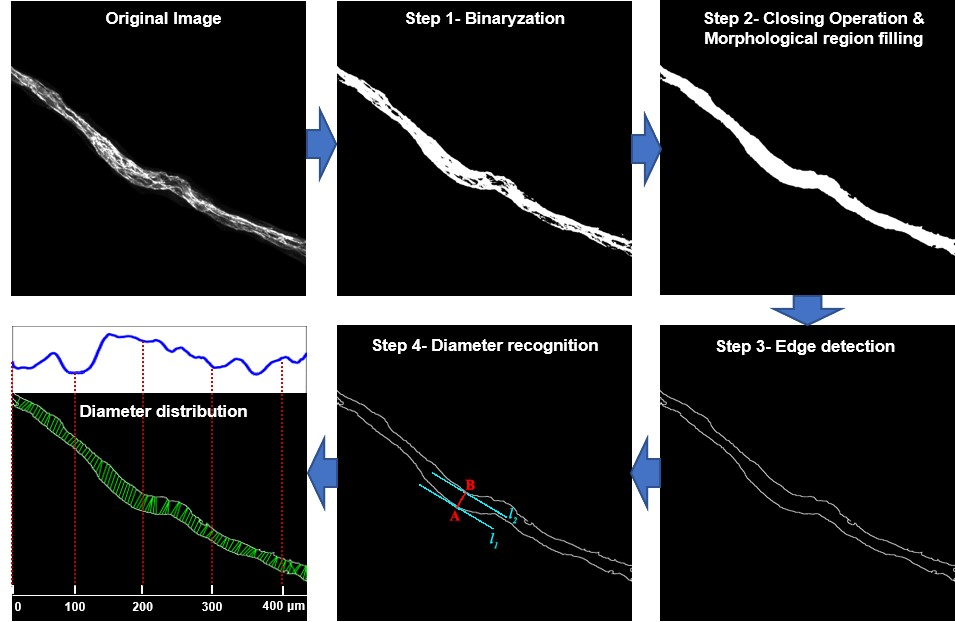 Original Image
Step 1- Binaryzation
Step 2- Closing Operation &
Morphological region filling
Step 3- Edge detection
Step 4- Diameter recognition
B
A
l2
l1
Diameter distribution
0 100 200 300 400 µm